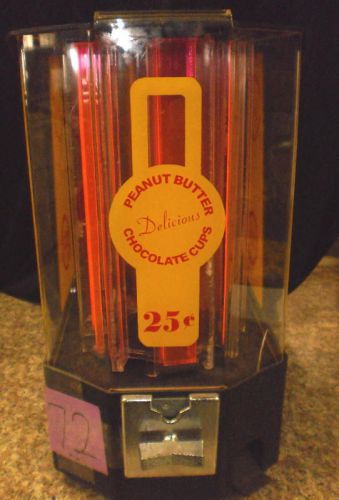 PEANUT BUTTER
Delicious
CHOCOLATE CUPS
25¢
72